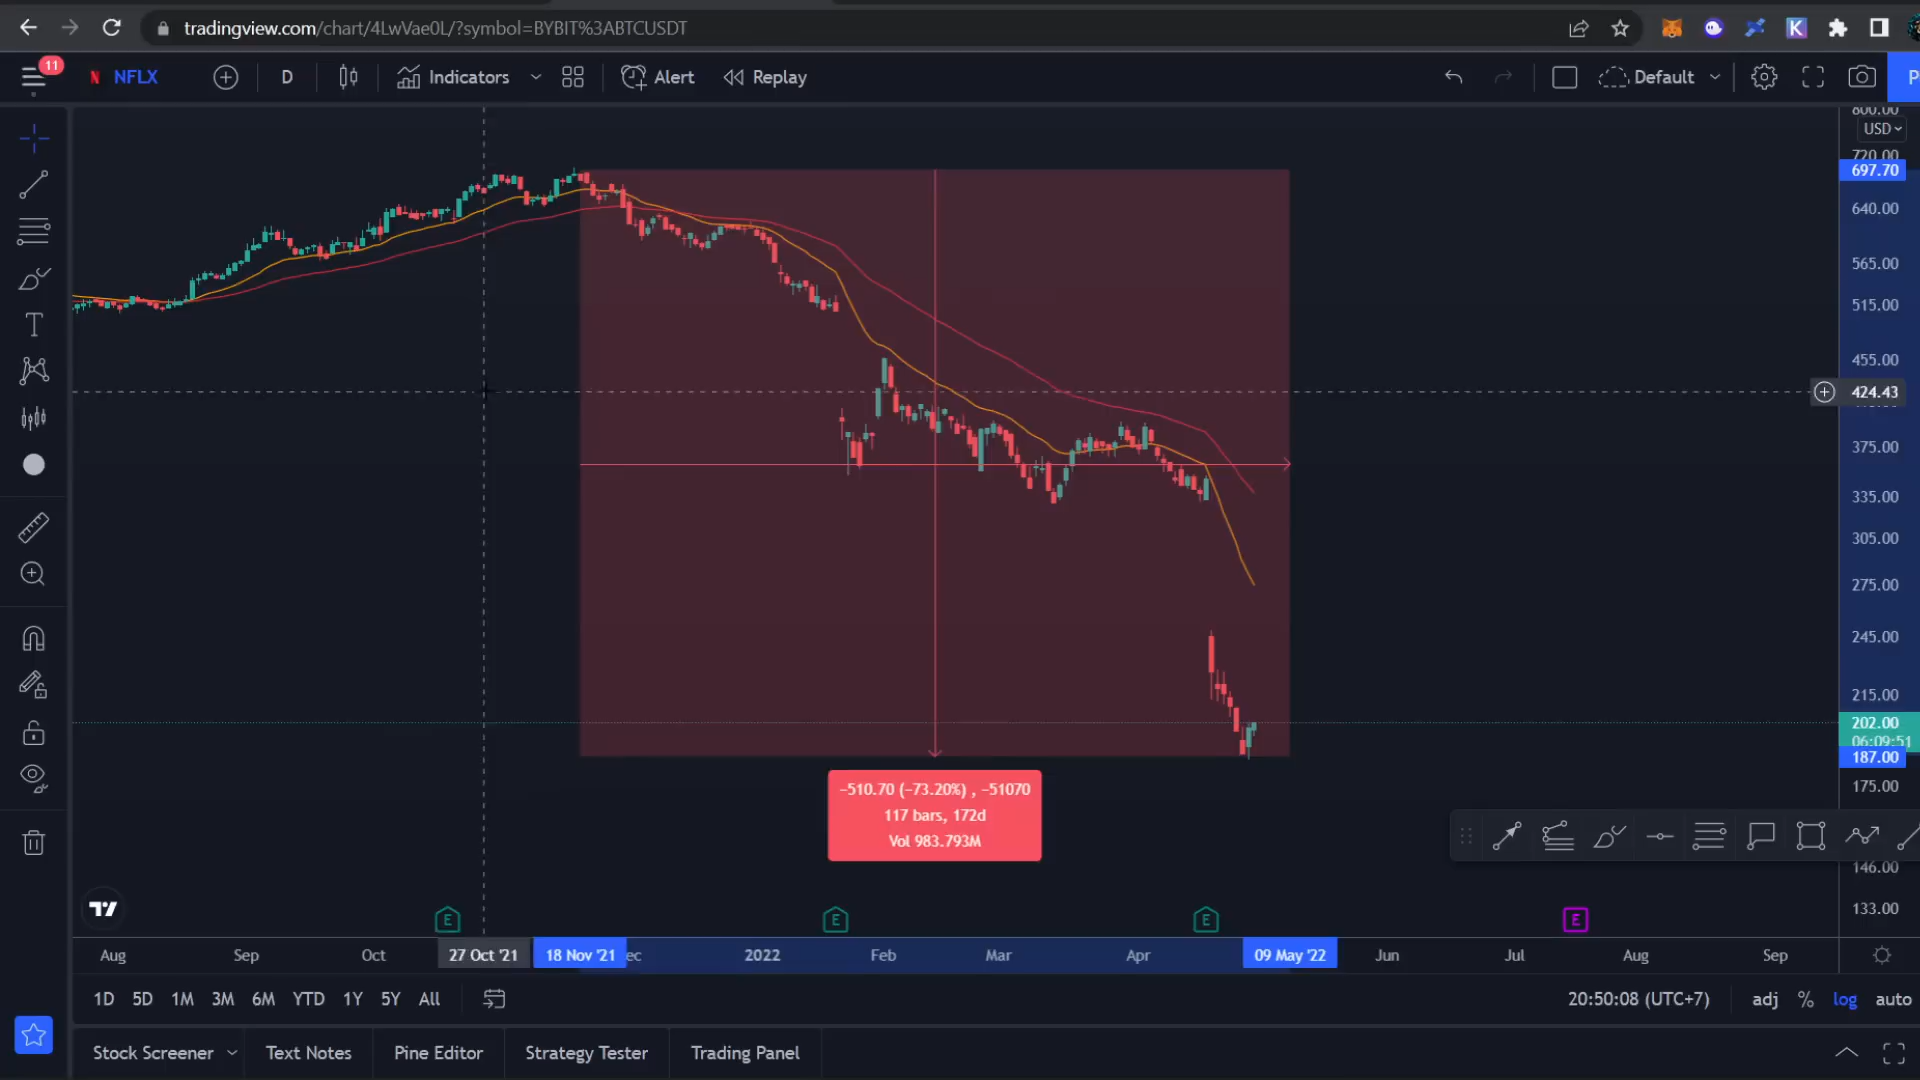 tradingview.com/chart/4LwVae0L/?symbol=BYBIT%3ABTCUSDT
K
11
N NFLX
D
Indicators
Alert
Replay
Default
800.00
USD
720.00
697.70
640.00
565.00
515.00
455.00
424.43
375.00
335.00
305.00
275.00
245.00
215.00
202.00
06:09:51
187.00
175.00
146.00
133.00
T
−510.70 (−73.20%) , −51070
117 bars, 172d
Vol 983.793M
E E E E
Aug Sep Oct 27 Oct '21 18 Nov '21 2022 Feb Mar Apr 09 May '22 Jun Jul Aug Sep
1D 5D 1M 3M 6M YTD 1Y 5Y All
20:50:08 (UTC+7) adj % log auto
Stock Screener Text Notes Pine Editor Strategy Tester Trading Panel